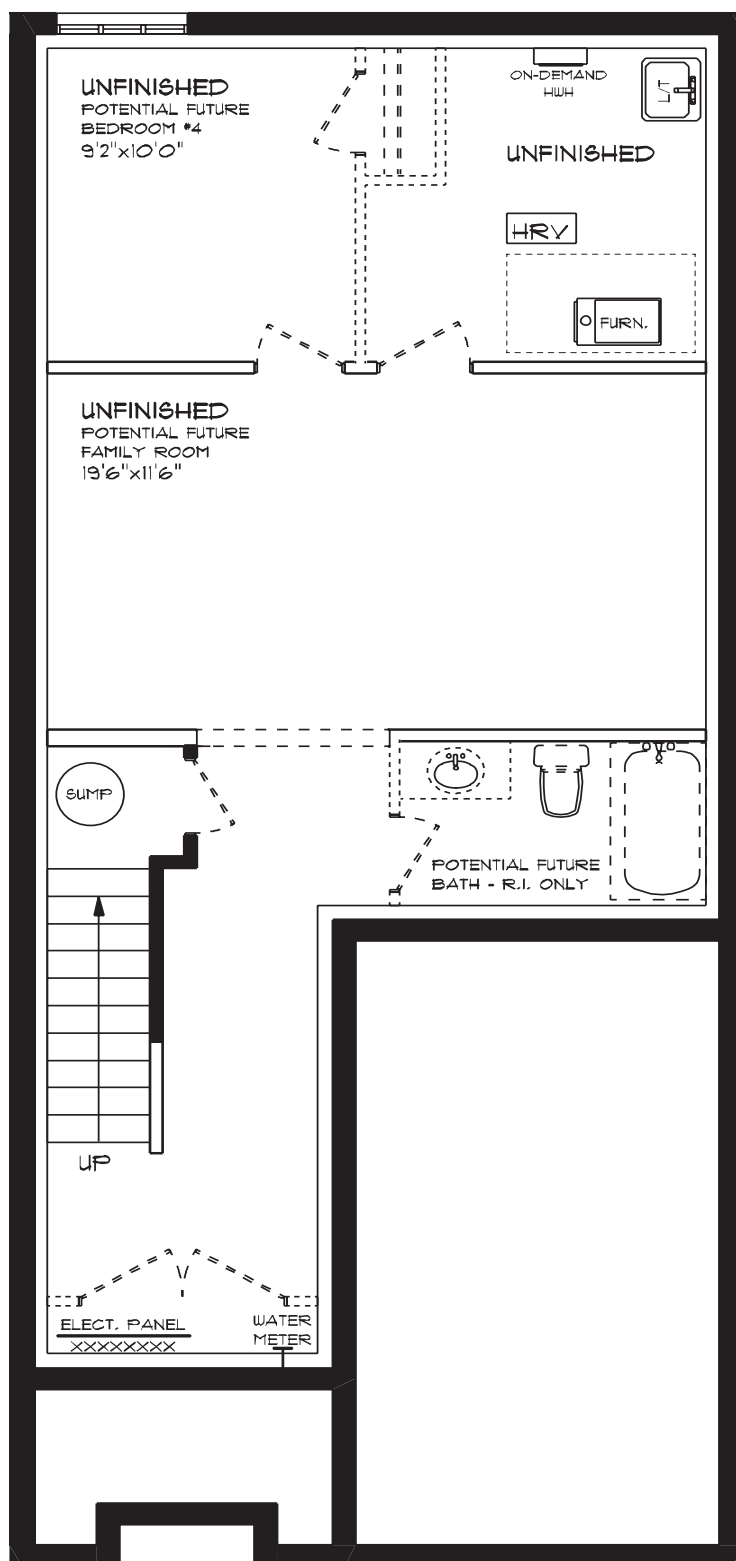 UNFINISHED
POTENTIAL FUTURE
BEDROOM #4
9'2"x10'0"
ON-DEMAND
HWH
L/T
UNFINISHED
HRV
FURN.
UNFINISHED
POTENTIAL FUTURE
FAMILY ROOM
19'6"x11'6"
SUMP
POTENTIAL FUTURE
BATH - R.I. ONLY
UP
ELECT. PANEL
XXXXXXXX
WATER
METER